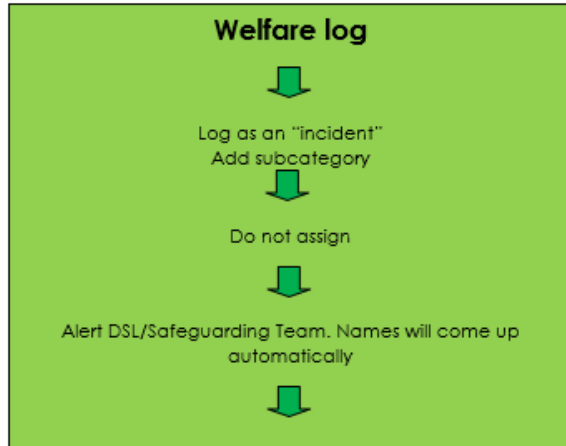 Welfare log
Log as an “incident”
Add subcategory
Do not assign
Alert DSL/Safeguarding Team. Names will come up
automatically